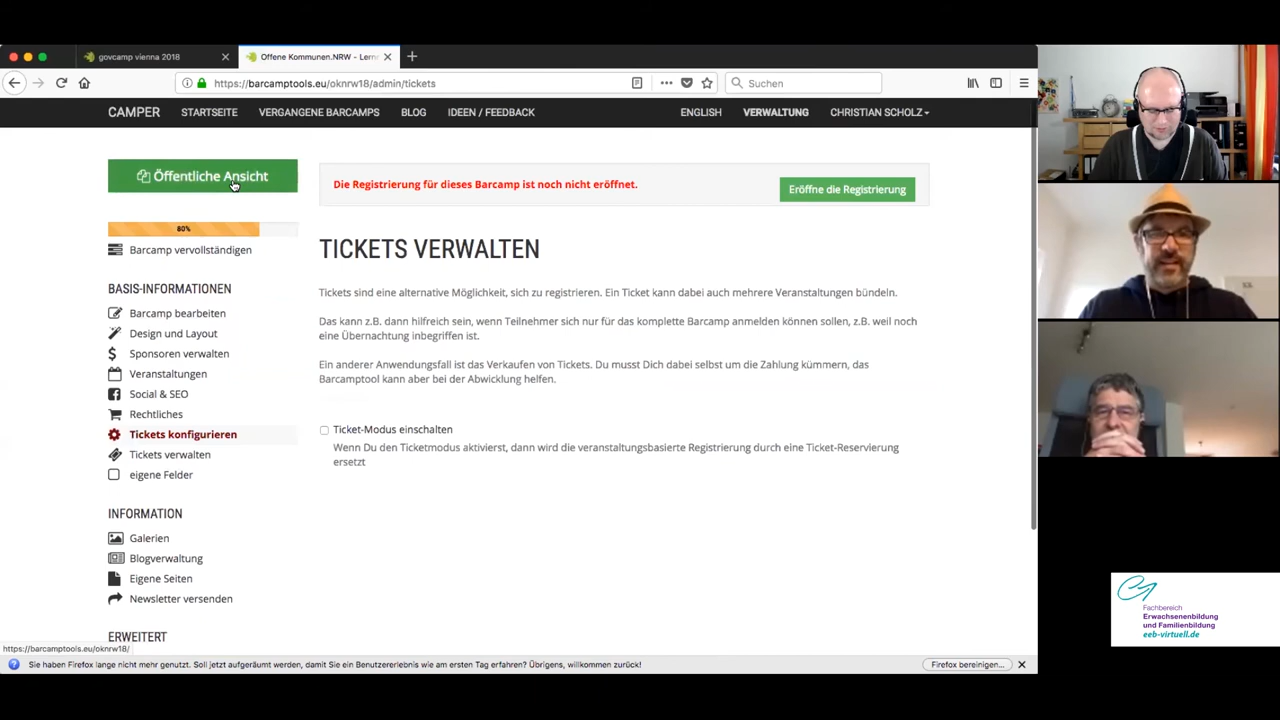 govcamp vienna 2018
Offene Kommunen.NRW - Lern
https://barcamptools.eu/oknrw18/admin/tickets
Suchen
CAMPER STARTSEITE VERGANGENE BARCAMPS BLOG IDEEN / FEEDBACK ENGLISH VERWALTUNG CHRISTIAN SCHOLZ
Öffentliche Ansicht
Die Registrierung für dieses Barcamp ist noch nicht eröffnet.
Eröffne die Registrierung
80%
Barcamp vervollständigen
BASIS-INFORMATIONEN
Barcamp bearbeiten
Design und Layout
Sponsoren verwalten
Veranstaltungen
Social & SEO
Rechtliches
Tickets konfigurieren
Tickets verwalten
eigene Felder
INFORMATION
Galerien
Blogverwaltung
Eigene Seiten
Newsletter versenden
ERWEITERT
TICKETS VERWALTEN
Tickets sind eine alternative Möglichkeit, sich zu registrieren. Ein Ticket kann dabei auch mehrere Veranstaltungen bündeln.
Das kann z.B. dann hilfreich sein, wenn Teilnehmer sich nur für das komplette Barcamp anmelden können sollen, z.B. weil noch
eine Übernachtung inbegriffen ist.
Ein anderer Anwendungsfall ist das Verkaufen von Tickets. Du musst Dich dabei selbst um die Zahlung kümmern, das
Barcamptool kann aber bei der Abwicklung helfen.
Ticket-Modus einschalten
Wenn Du den Ticketmodus aktivierst, dann wird die veranstaltungsbasierte Registrierung durch eine Ticket-Reservierung
ersetzt
https://barcamptools.eu/oknrw18/
Sie haben Firefox lange nicht mehr genutzt. Soll jetzt aufgeräumt werden, damit Sie ein Benutzererlebnis wie am ersten Tag erfahren? Übrigens, willkommen zurück!
Firefox bereinigen...
Fachbereich
Erwachsenenbildung
und Familienbildung
eeb-virtuell.de